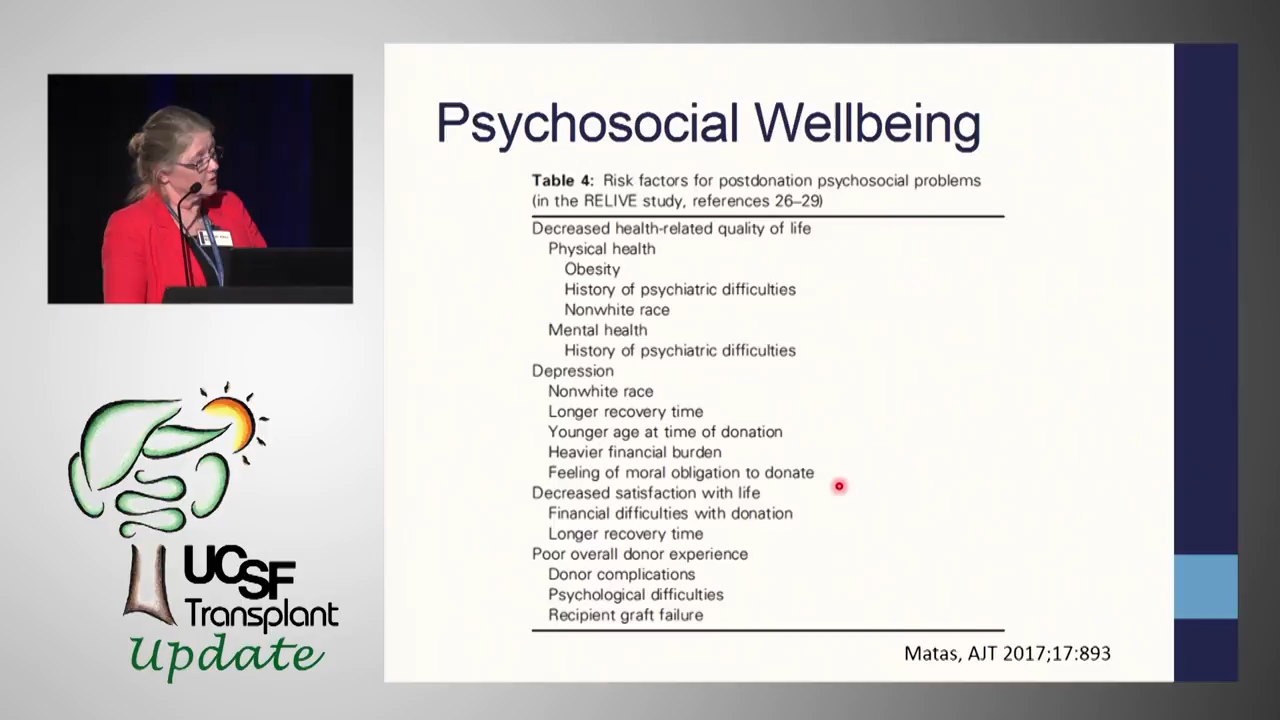 Psychosocial Wellbeing
Table 4: Risk factors for postdonation psychosocial problems
(in the RELIVE study, references 26–29)
Decreased health-related quality of life
Physical health
Obesity
History of psychiatric difficulties
Nonwhite race
Mental health
History of psychiatric difficulties
Depression
Nonwhite race
Longer recovery time
Younger age at time of donation
Heavier financial burden
Feeling of moral obligation to donate
Decreased satisfaction with life
Financial difficulties with donation
Longer recovery time
Poor overall donor experience
Donor complications
Psychological difficulties
Recipient graft failure
Matas, AJT 2017;17:893
UCSF
Transplant
Update